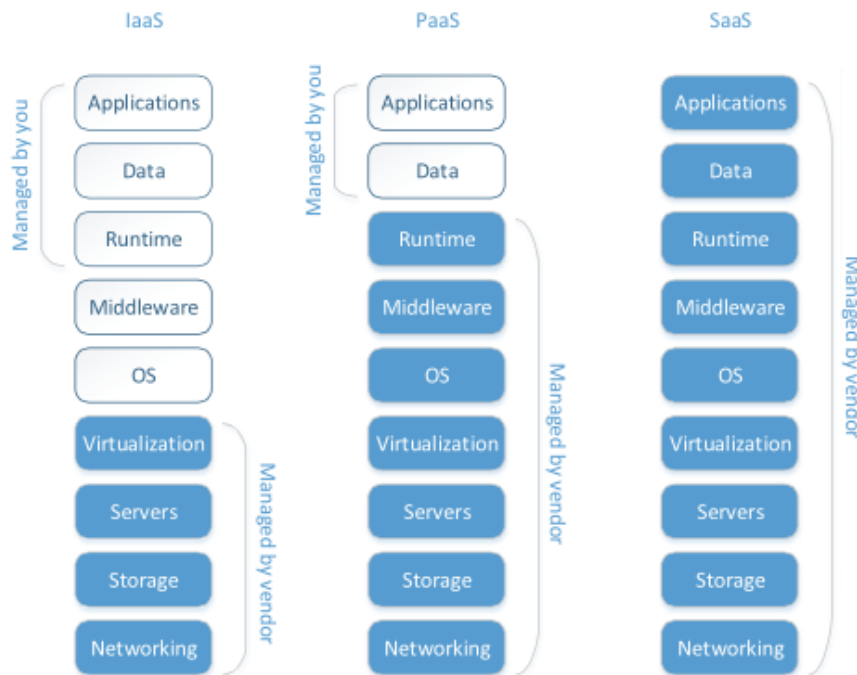 IaaS
Managed by you
Applications
Data
Runtime
Middleware
OS
Virtualization
Servers
Storage
Networking
Managed by vendor
PaaS
Managed by you
Applications
Data
Runtime
Middleware
OS
Virtualization
Servers
Storage
Networking
Managed by vendor
SaaS
Applications
Data
Runtime
Middleware
OS
Virtualization
Servers
Storage
Networking
Managed by vendor